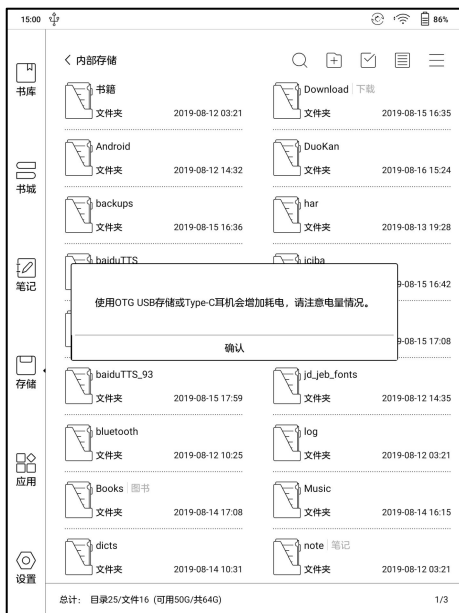 15:00 86%
内部存储
书籍
文件夹 2019-08-12 03:21
Download 下载
文件夹 2019-08-15 16:35
Android
文件夹 2019-08-12 14:32
DuoKan
文件夹 2019-08-16 15:24
backups
文件夹 2019-08-15 16:36
har
文件夹 2019-08-13 19:28
baiduTTS
iciba
9-08-15 16:42
使用OTG USB存储或Type-C耳机会增加耗电，请注意电量情况。
确认
9-08-15 17:08
baiduTTS_93
文件夹 2019-08-15 17:59
jd_jeb_fonts
文件夹 2019-08-12 14:35
bluetooth
文件夹 2019-08-12 10:25
log
文件夹 2019-08-12 03:21
Books 图书
文件夹 2019-08-14 17:08
Music
文件夹 2019-08-14 16:15
dicts
文件夹 2019-08-14 10:31
note 笔记
文件夹 2019-08-12 03:21
总计： 目录25/文件16 (可用50G/共64G) 1/3
书库
书城
笔记
存储
应用
设置